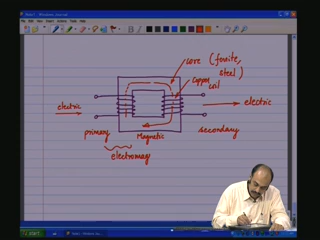 core (ferrite,
steel)
copper
coil
electric
electric
primary
Magnetic
secondary
electromag